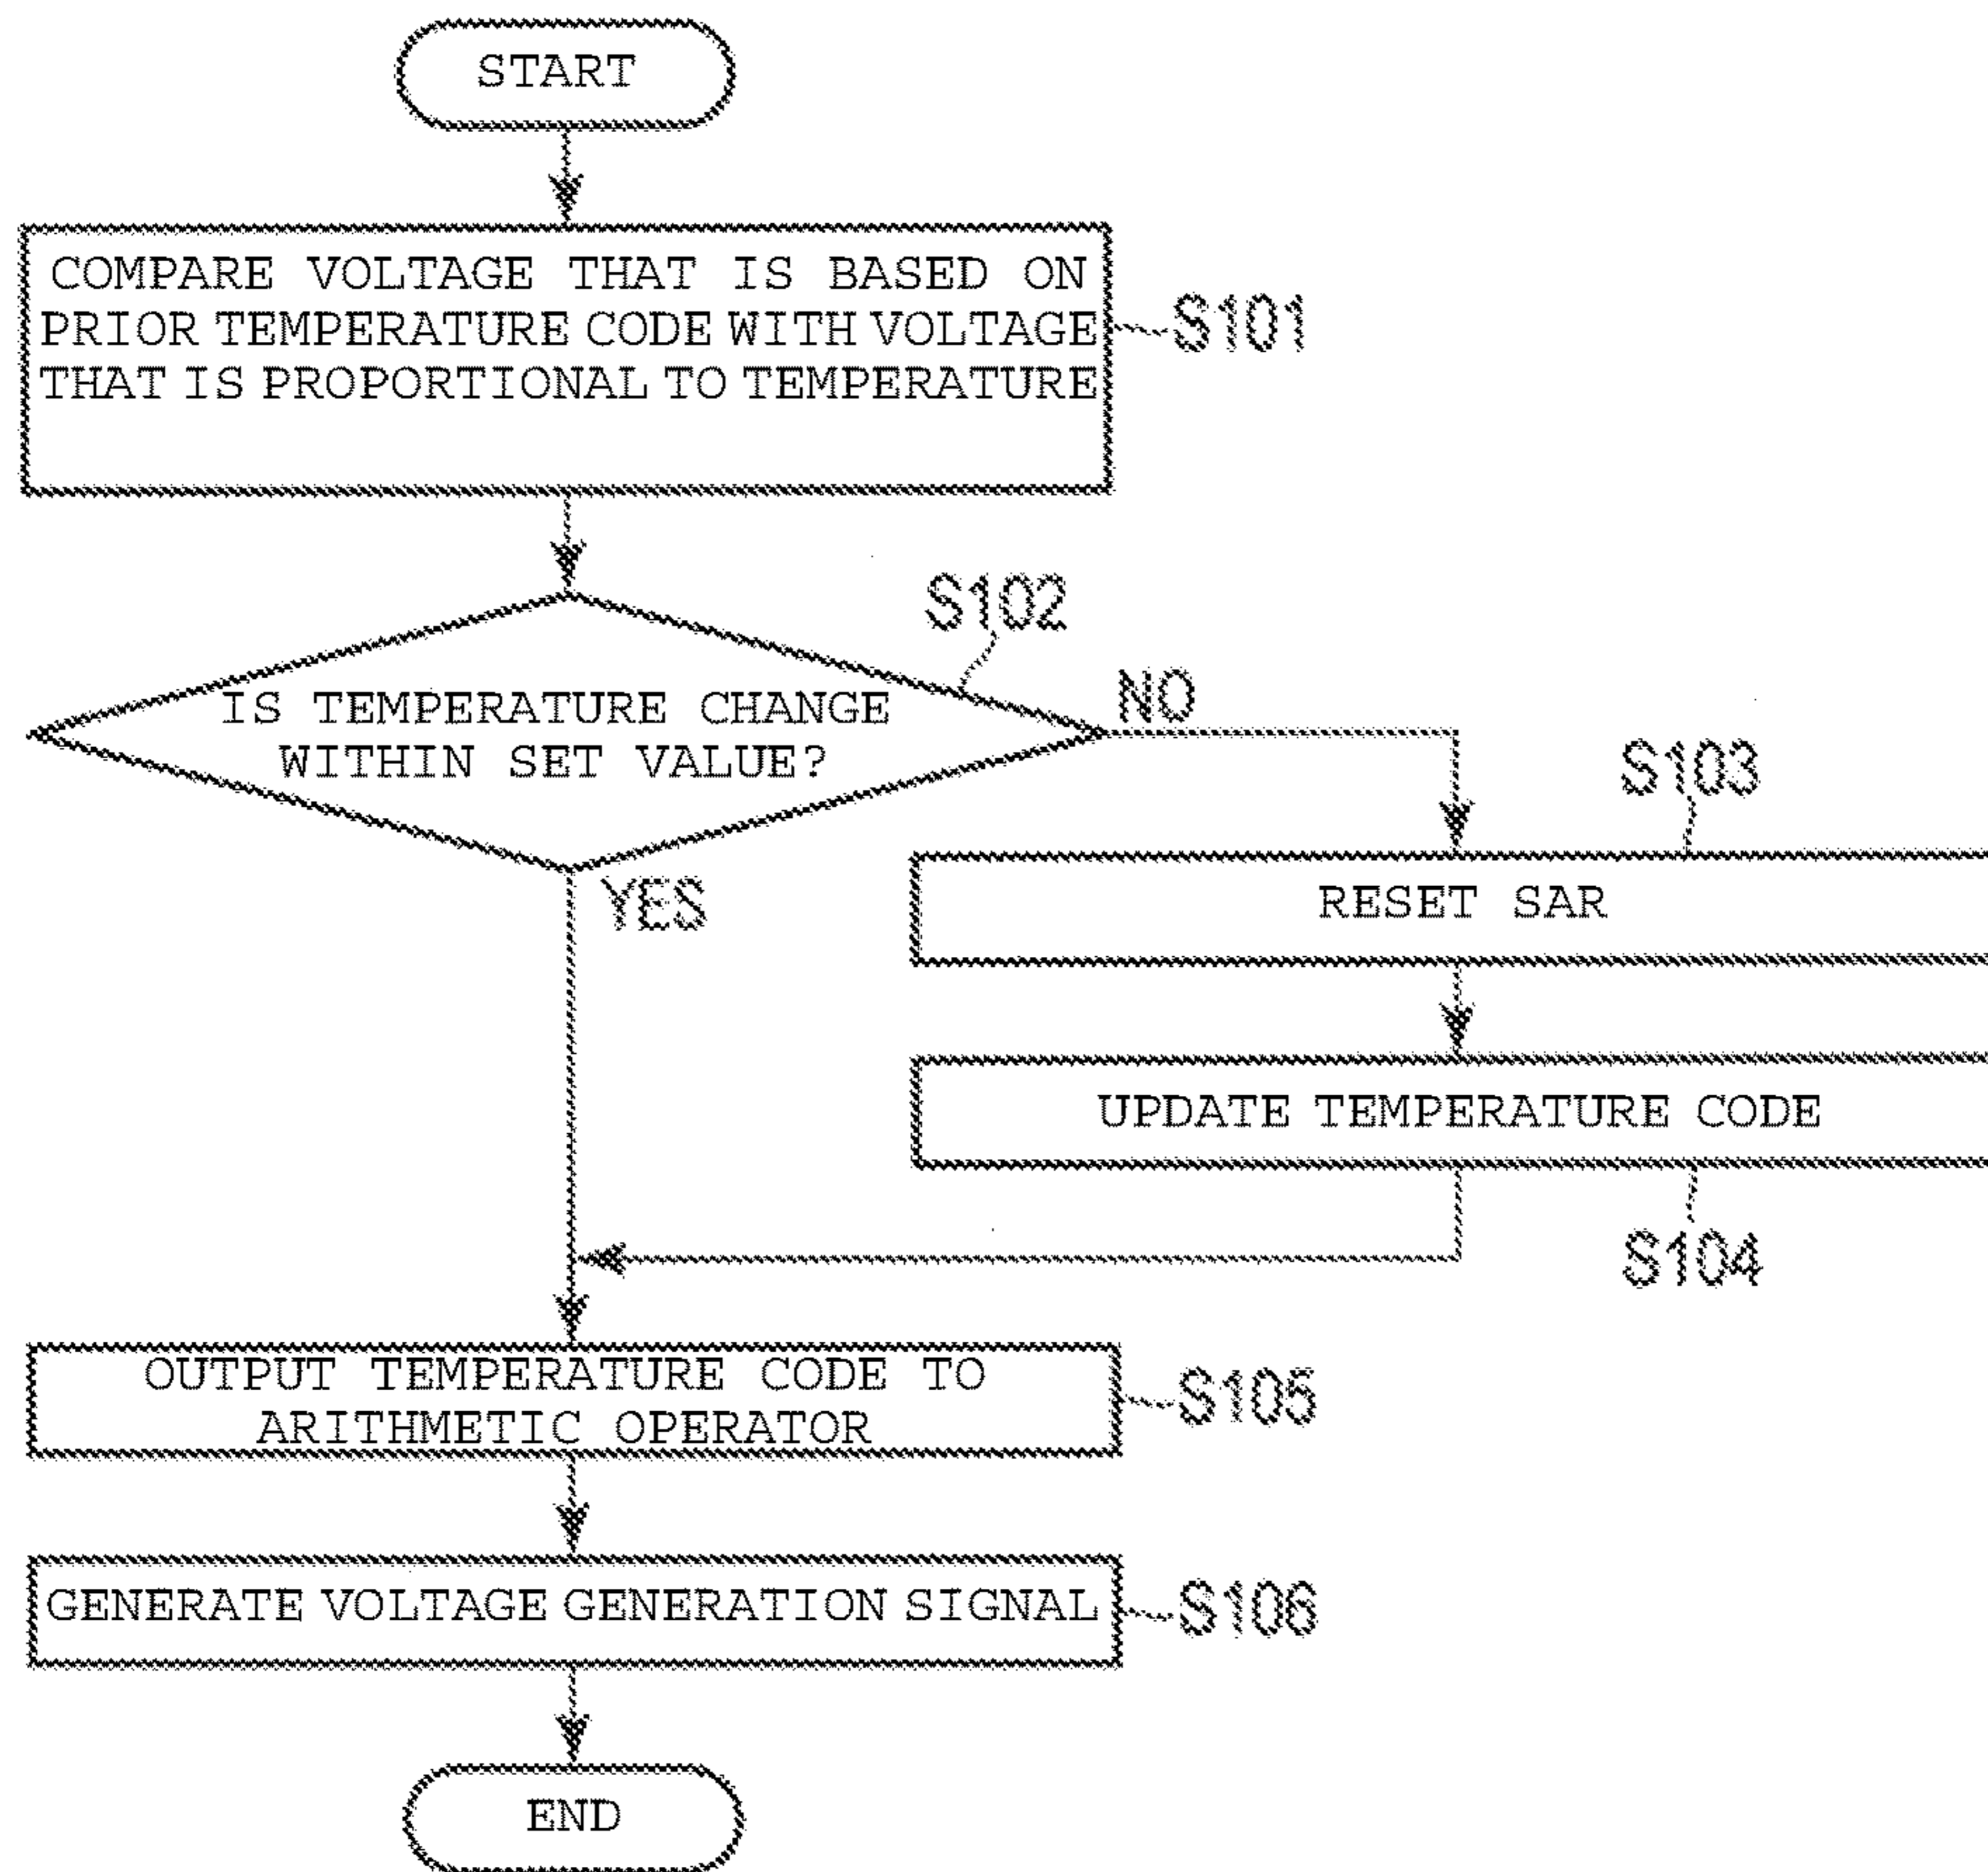 START
COMPARE VOLTAGE THAT IS BASED ON
PRIOR TEMPERATURE CODE WITH VOLTAGE
THAT IS PROPORTIONAL TO TEMPERATURE
S101
S102
IS TEMPERATURE CHANGE
WITHIN SET VALUE?
NO
YES
S103
RESET SAR
UPDATE TEMPERATURE CODE
S104
OUTPUT TEMPERATURE CODE TO
ARITHMETIC OPERATOR
S105
GENERATE VOLTAGE GENERATION SIGNAL
S106
END